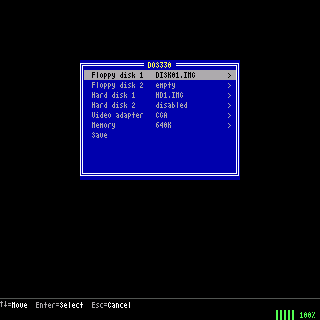 DOS330
Floppy disk 1 DISK01.IMG >
Floppy disk 2 empty >
Hard disk 1 HD1.IMG >
Hard disk 2 disabled >
Video adapter CGA >
Memory 640K >
Save
↑↓=Move Enter=Select Esc=Cancel
100%